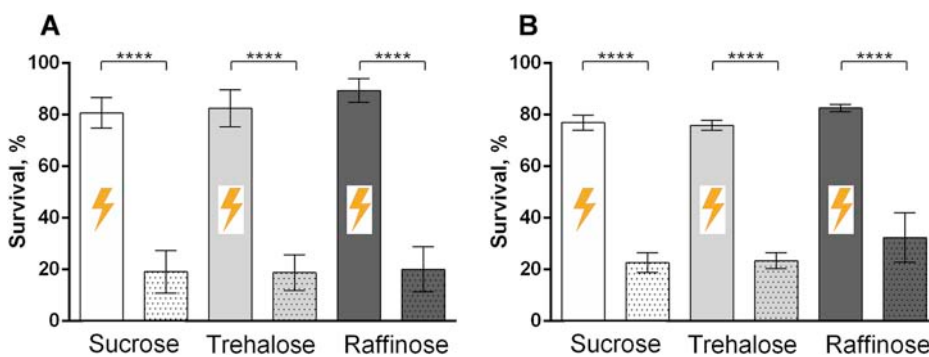 A
B
**** **** ****
**** **** ****
Survival, %
100
80
60
40
20
0
Sucrose Trehalose Raffinose
Survival, %
100
80
60
40
20
0
Sucrose Trehalose Raffinose